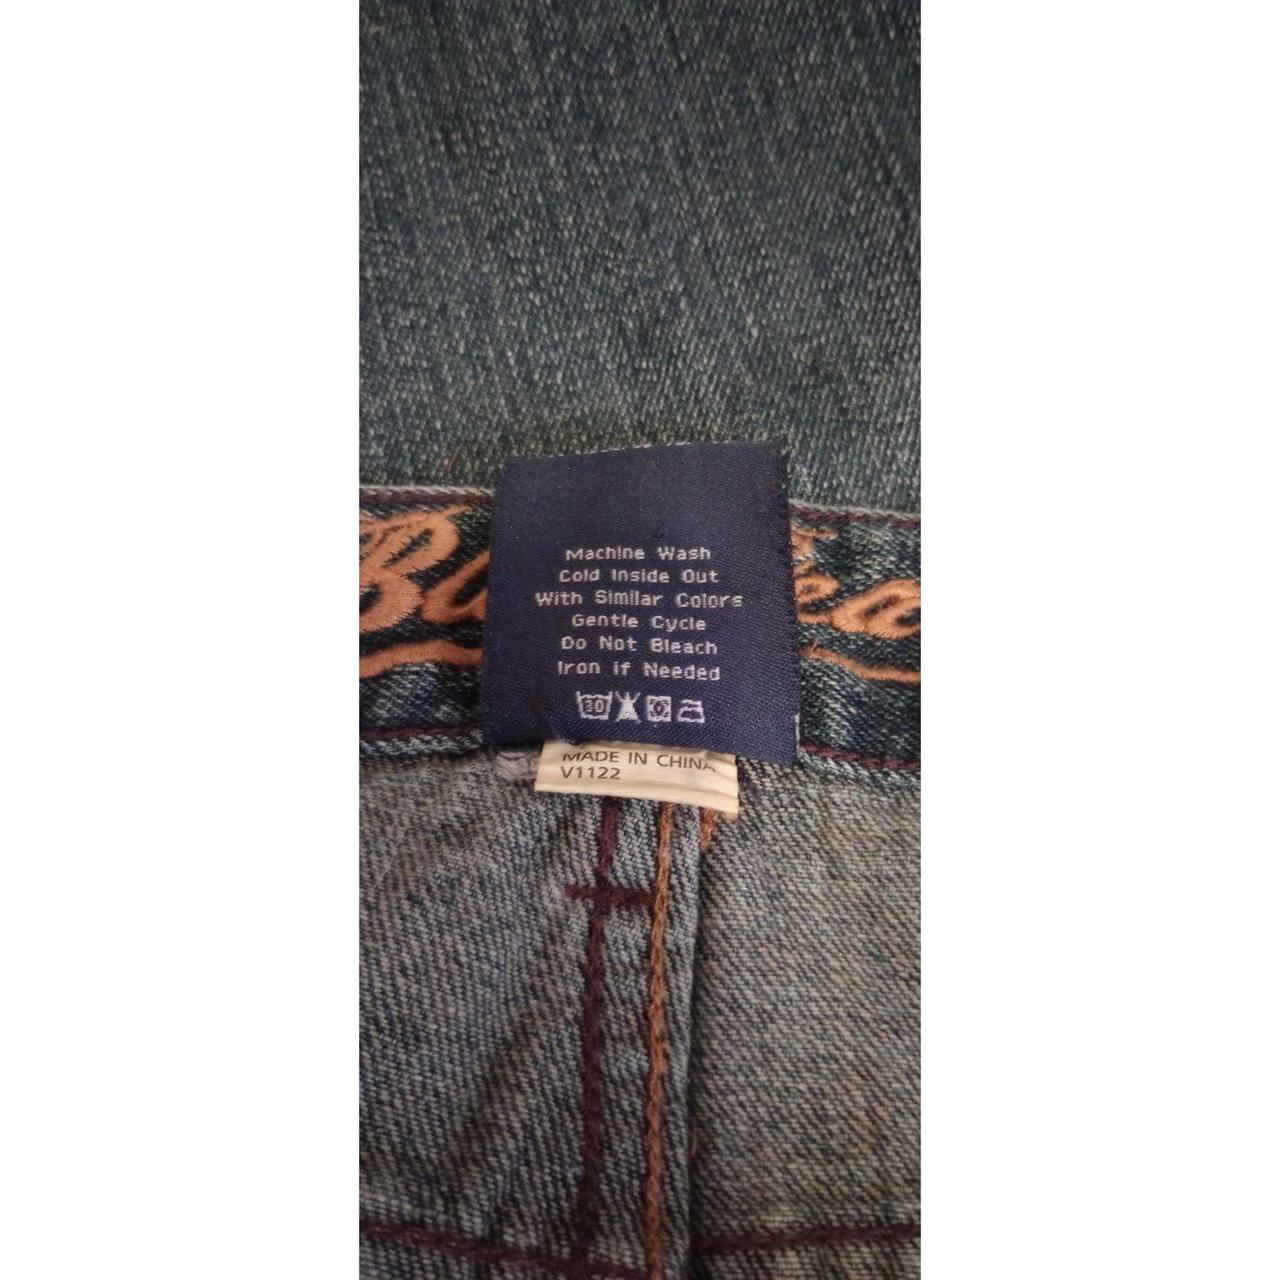 Machine Wash
Cold Inside Out
With Similar Colors
Gentle Cycle
Do Not Bleach
Iron if Needed
30
MADE IN CHINA
V1122